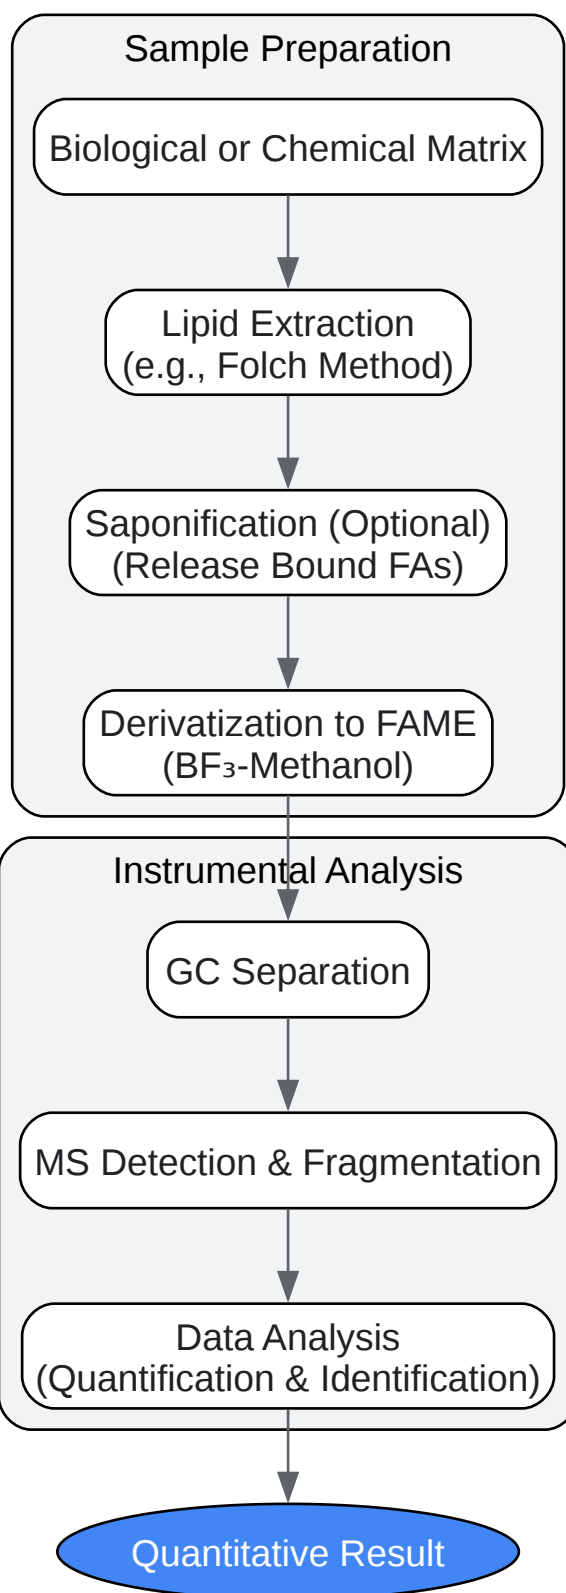 Sample Preparation
Biological or Chemical Matrix
Lipid Extraction
(e.g., Folch Method)
Saponification (Optional)
(Release Bound FAs)
Derivatization to FAME
(BF₃-Methanol)
Instrumental Analysis
GC Separation
MS Detection & Fragmentation
Data Analysis
(Quantification & Identification)
Quantitative Result